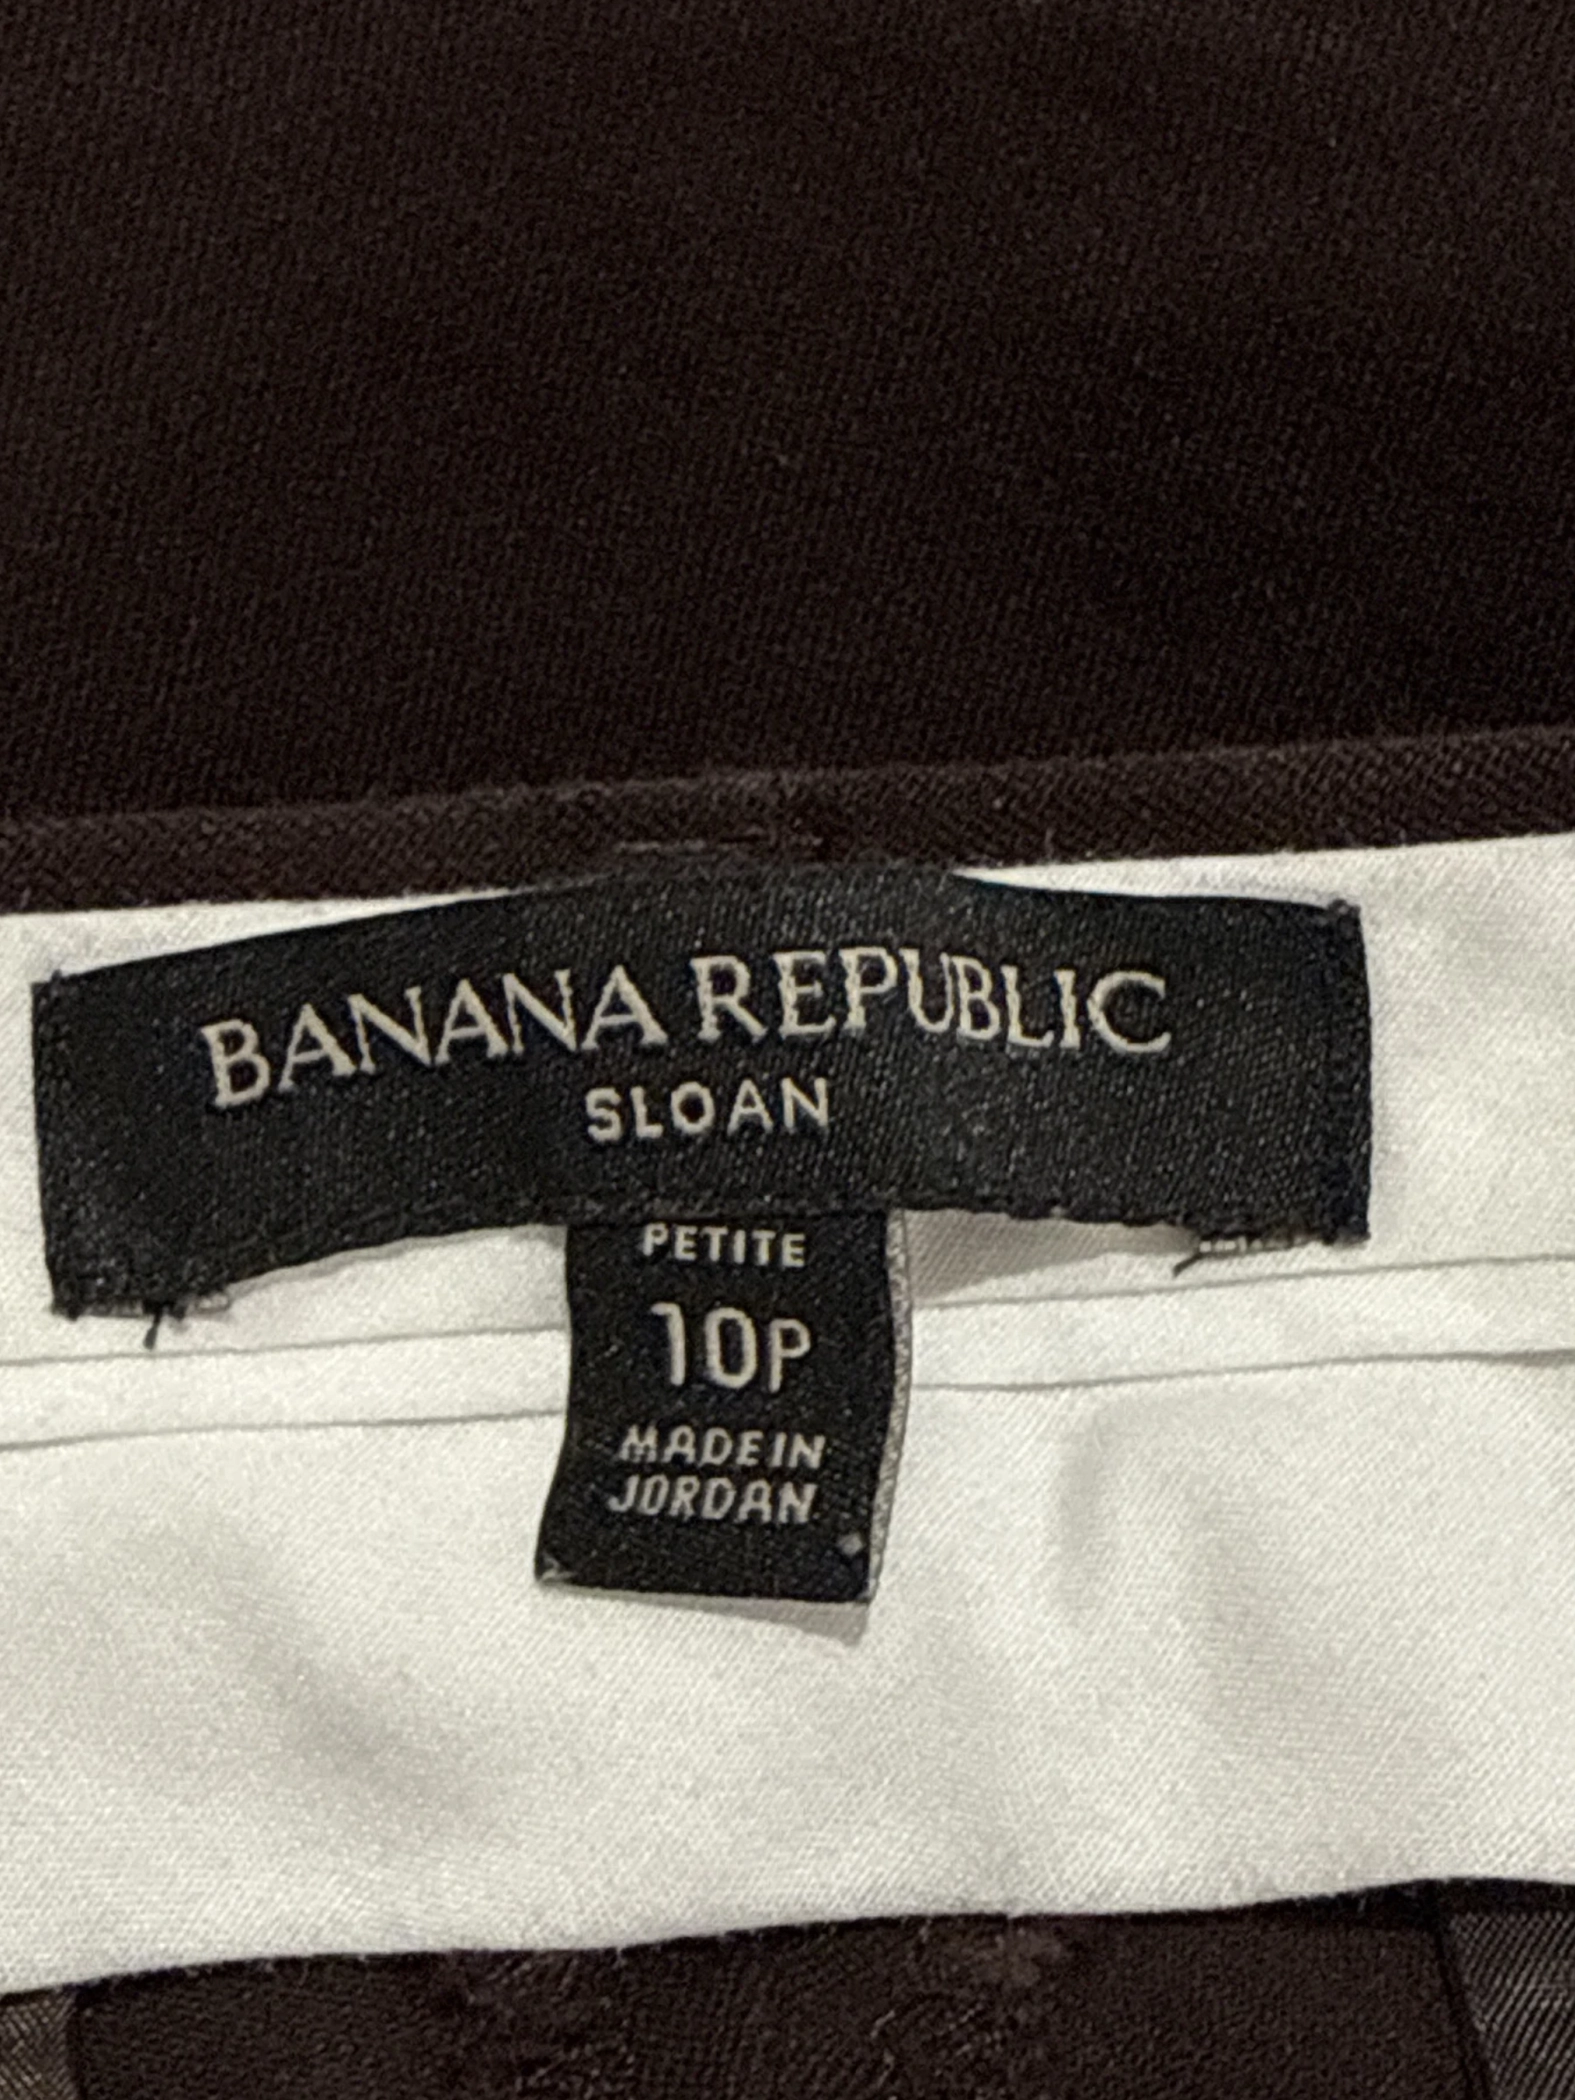 BANANA REPUBLIC
SLOAN
PETITE
10P
MADE IN
JORDAN